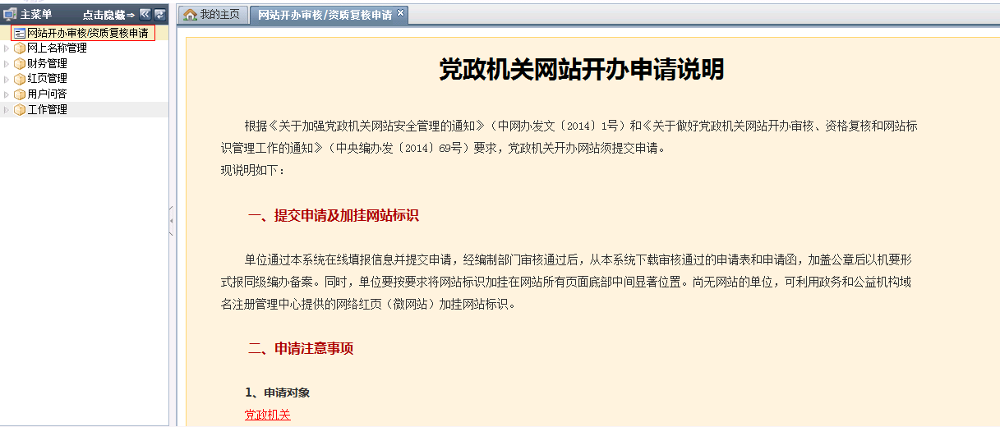 主菜单 点击隐藏⇒
网站开办审核/资质复核申请
网上名称管理
财务管理
红页管理
用户问答
工作管理
我的主页 网站开办审核/资质复核申请
党政机关网站开办申请说明
根据《关于加强党政机关网站安全管理的通知》（中网办发文〔2014〕1号）和《关于做好党政机关网站开办审核、资格复核和网站标
识管理工作的通知》（中央编办发〔2014〕69号）要求，党政机关开办网站须提交申请。
现说明如下：
一、提交申请及加挂网站标识
单位通过本系统在线填报信息并提交申请，经编制部门审核通过后，从本系统下载审核通过的申请表和申请函，加盖公章后以机要形
式报同级编办备案。同时，单位要按要求将网站标识加挂在网站所有页面底部中间显著位置。尚无网站的单位，可利用政务和公益机构域
名注册管理中心提供的网络红页（微网站）加挂网站标识。
二、申请注意事项
1、申请对象
党政机关